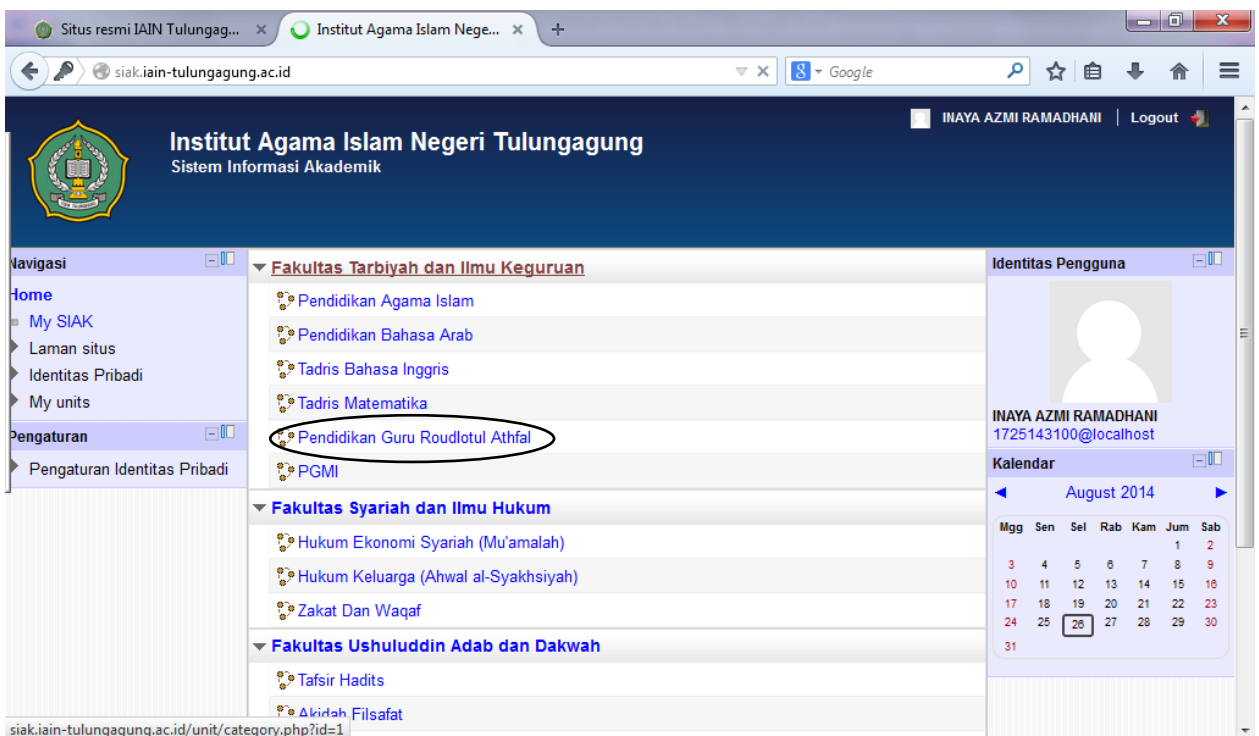 Situs resmi IAIN Tulungag...
Institut Agama Islam Nege...
siak.iain-tulungagung.ac.id
Google
INAYA AZMI RAMADHANI
Logout
Institut Agama Islam Negeri Tulungagung
Sistem Informasi Akademik
Navigasi
Home
My SIAK
Laman situs
Identitas Pribadi
My units
Pengaturan
Pengaturan Identitas Pribadi
Fakultas Tarbiyah dan Ilmu Keguruan
Pendidikan Agama Islam
Pendidikan Bahasa Arab
Tadris Bahasa Inggris
Tadris Matematika
Pendidikan Guru Roudlotul Athfal
PGMI
Fakultas Syariah dan Ilmu Hukum
Hukum Ekonomi Syariah (Mu'amalah)
Hukum Keluarga (Ahwal al-Syakhsiyah)
Zakat Dan Waqaf
Fakultas Ushuluddin Adab dan Dakwah
Tafsir Hadits
Akidah Filsafat
Identitas Pengguna
INAYA AZMI RAMADHANI
1725143100@localhost
Kalendar
August 2014
Mgg Sen Sel Rab Kam Jum Sab
1 2
3 4 5 6 7 8 9
10 11 12 13 14 15 16
17 18 19 20 21 22 23
24 25 26 27 28 29 30
31
siak.iain-tulungagung.ac.id/unit/category.php?id=1